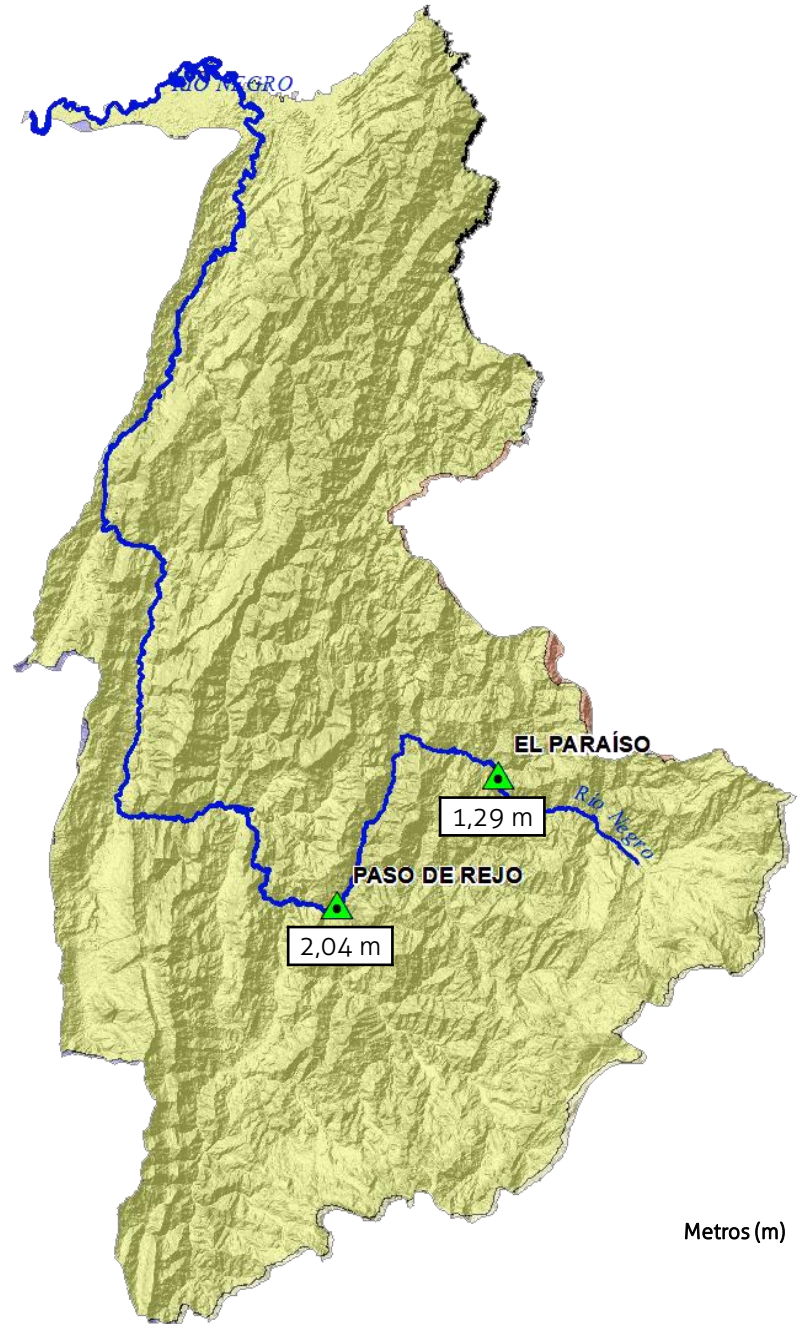 RÍO NEGRO
EL PARAÍSO
1,29 m
Río Negro
PASO DE REJO
2,04 m
Metros (m)